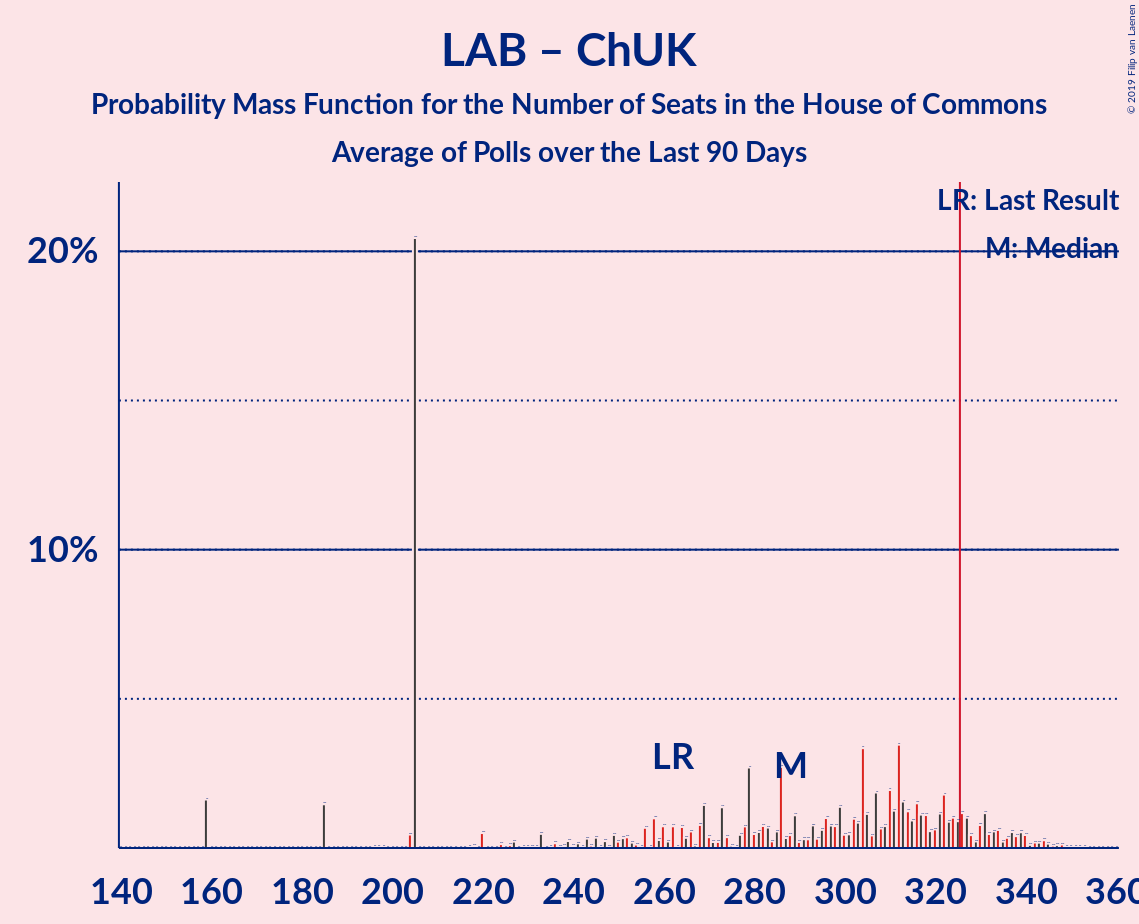 LAB – ChUK
Probability Mass Function for the Number of Seats in the House of Commons
Average of Polls over the Last 90 Days
© 2019 Filip van Laenen
LR: Last Result
M: Median
20%
10%
LR
M
140 160 180 200 220 240 260 280 300 320 340 360